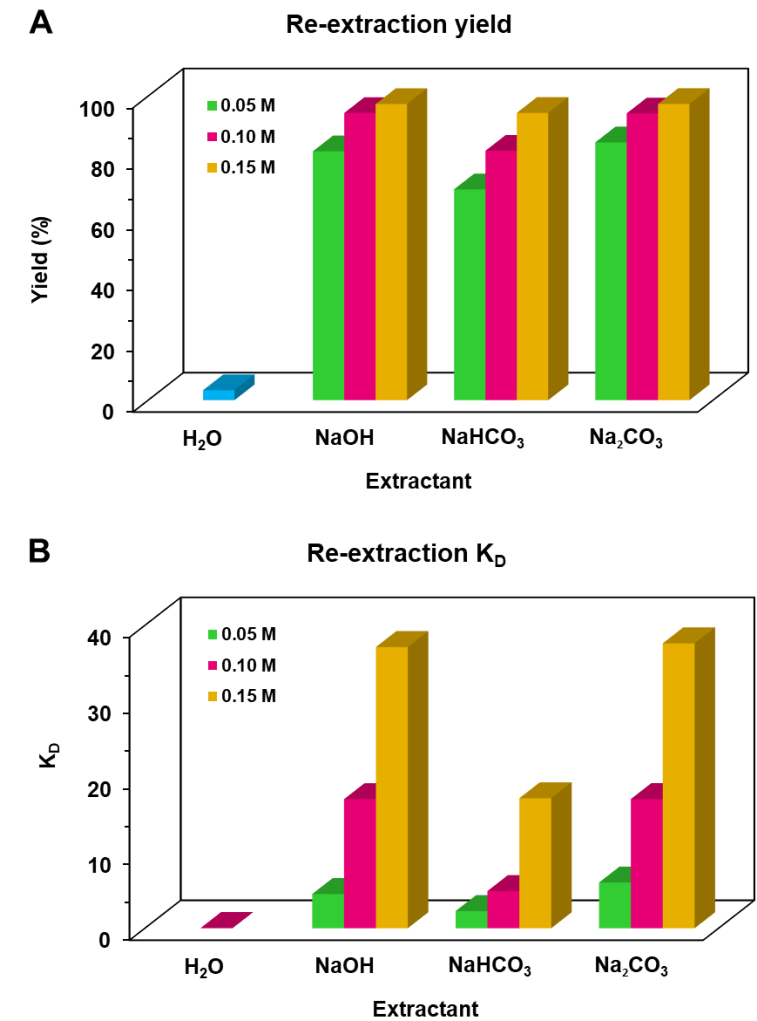 A
Re-extraction yield
0.05 M
0.10 M
0.15 M
100
80
60
40
20
0
Yield (%)
H₂O NaOH NaHCO₃ Na₂CO₃
Extractant
B
Re-extraction K_D
0.05 M
0.10 M
0.15 M
40
30
20
10
0
K_D
H₂O NaOH NaHCO₃ Na₂CO₃
Extractant